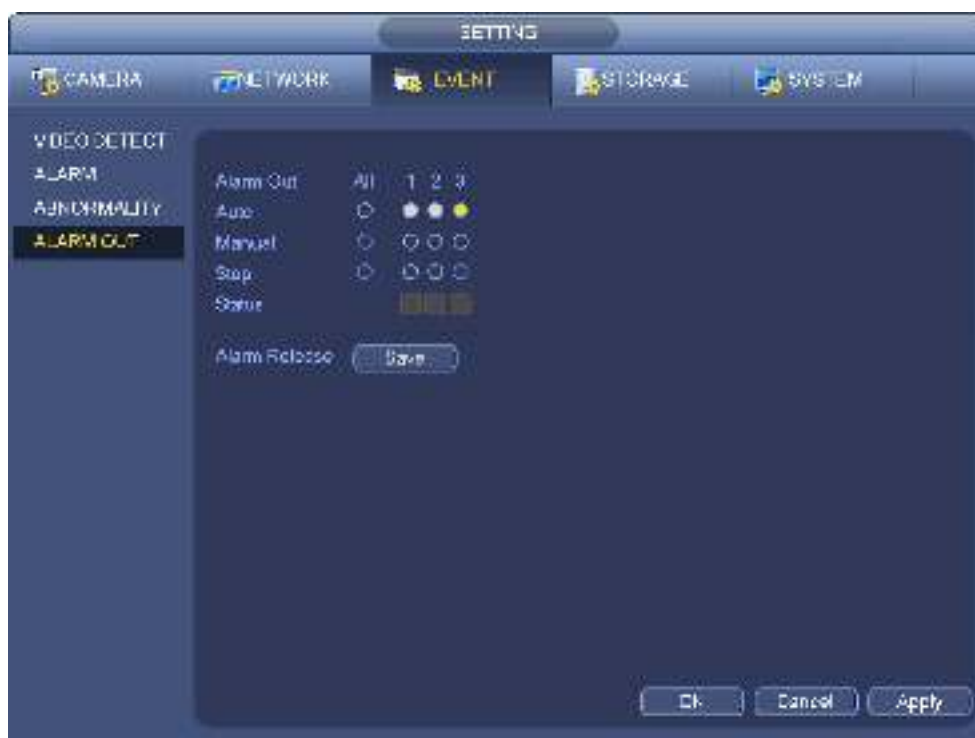 SETTING
CAMERA NETWORK EVENT STORAGE SYSTEM
VIDEO DETECT
ALARM
ABNORMALITY
ALARM OUT
Alarm Out All 1 2 3
Auto
Manual
Stop
Status
Alarm Release Save
OK Cancel Apply